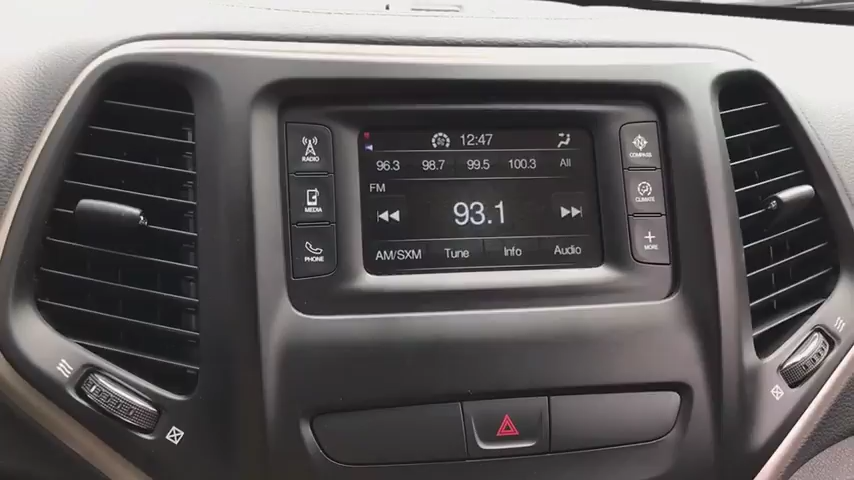 12:47
96.3 98.7 99.5 100.3 All
FM
93.1
AM/SXM Tune Info Audio
RADIO
MEDIA
PHONE
N
COMPASS
CLIMATE
MORE